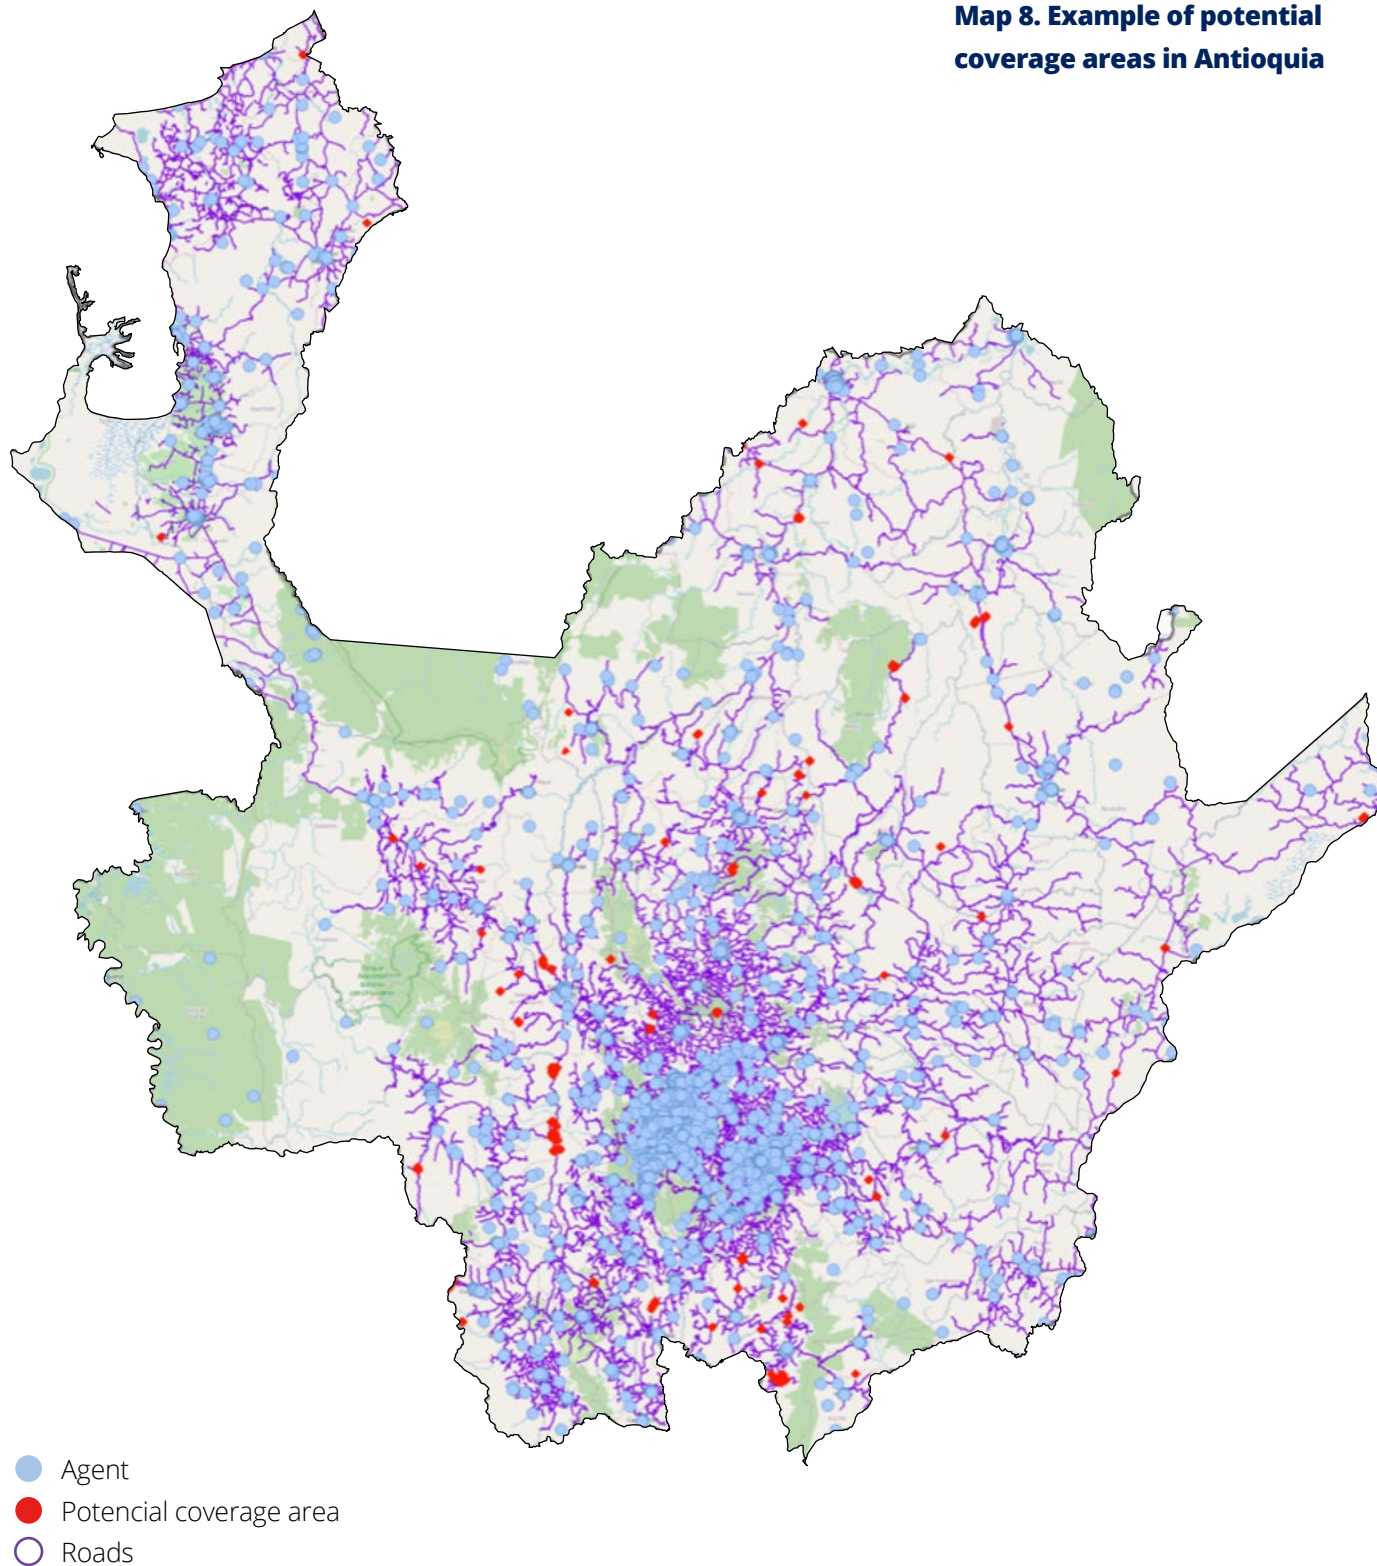 Map 8. Example of potential
coverage areas in Antioquia
Agent
Potencial coverage area
Roads